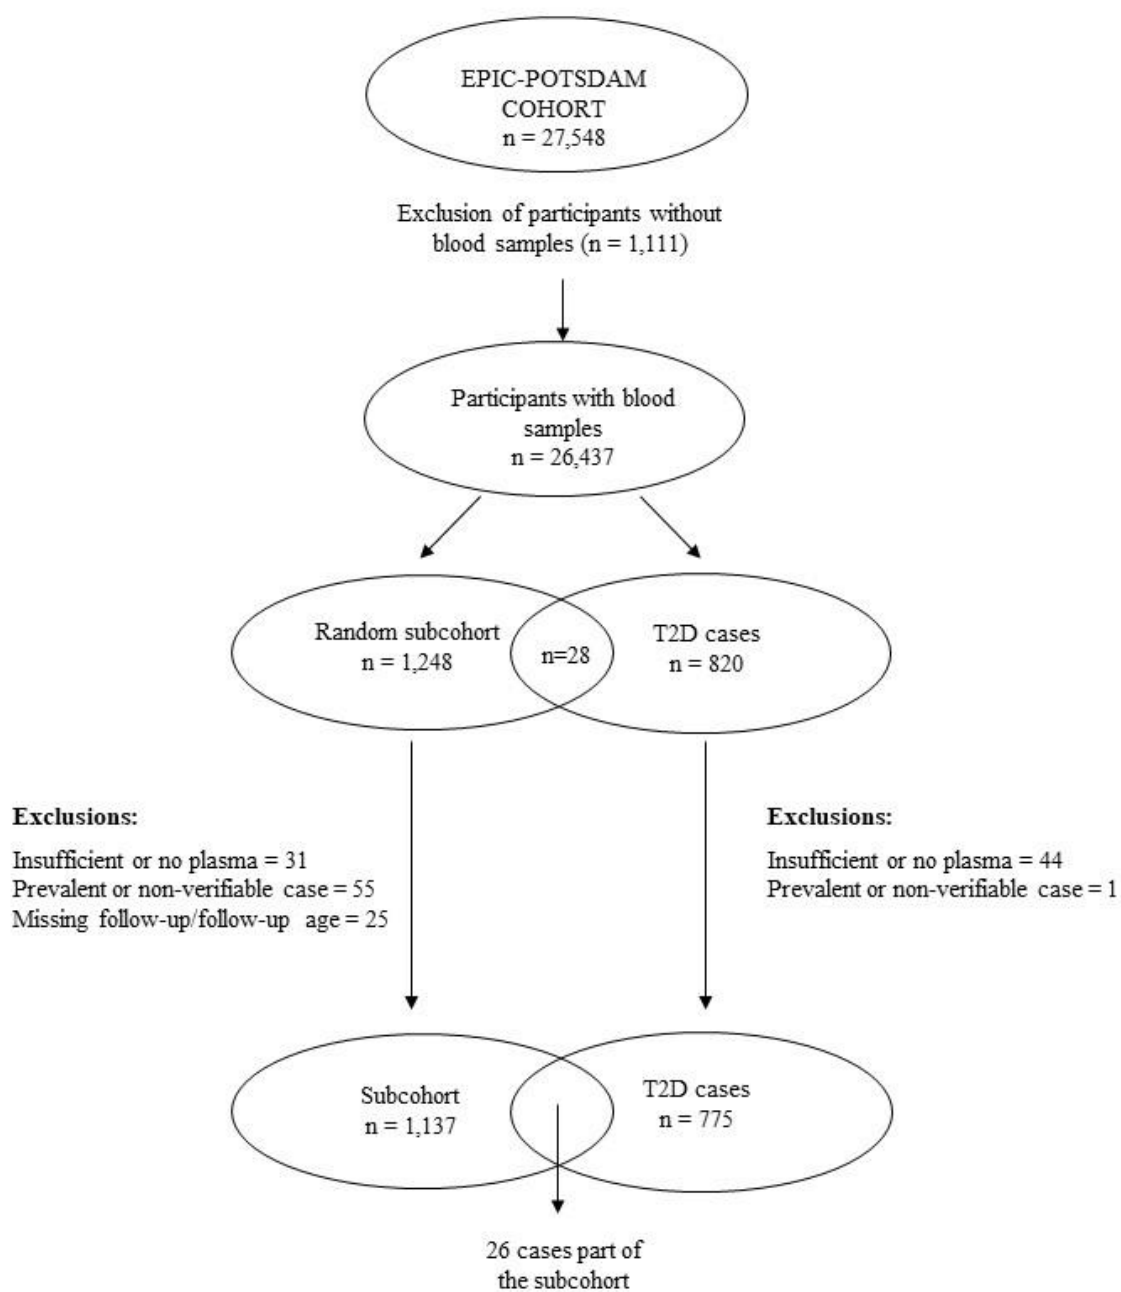 EPIC-POTSDAM
COHORT
n = 27,548
Exclusion of participants without
blood samples (n = 1,111)
Participants with blood
samples
n = 26,437
Random subcohort
n = 1,248
n=28
T2D cases
n = 820
Exclusions:
Insufficient or no plasma = 31
Prevalent or non-verifiable case = 55
Missing follow-up/follow-up age = 25
Exclusions:
Insufficient or no plasma = 44
Prevalent or non-verifiable case = 1
Subcohort
n = 1,137
T2D cases
n = 775
26 cases part of
the subcohort